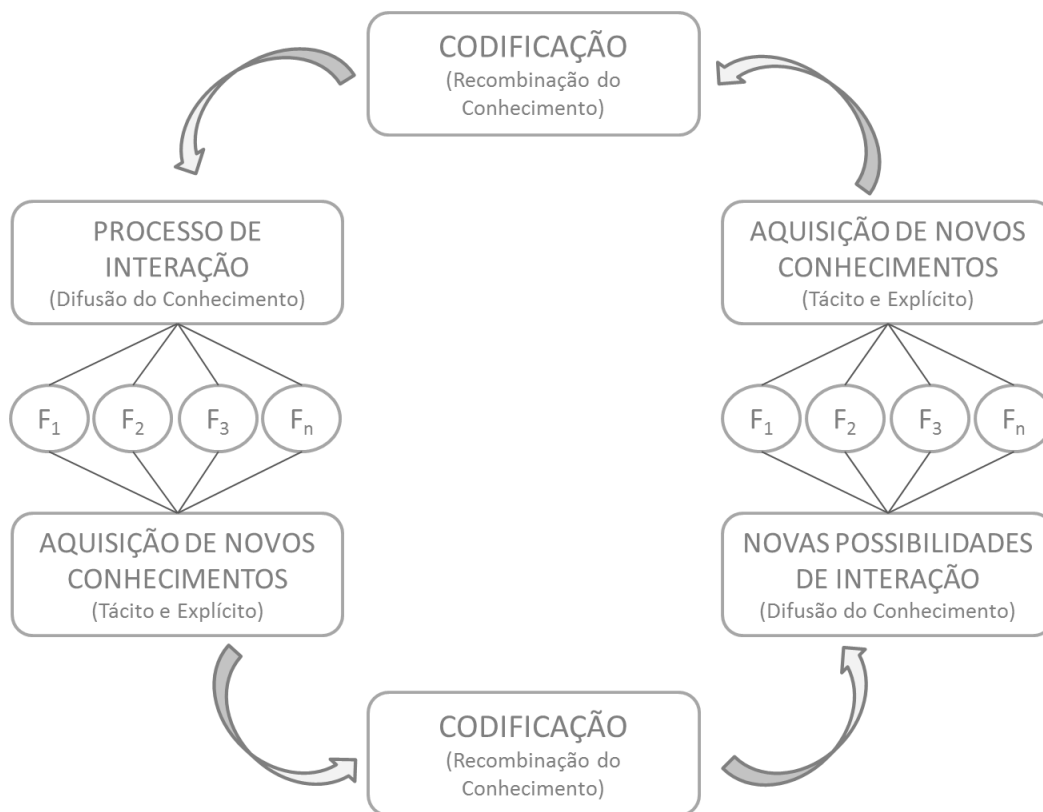 CODIFICAÇÃO
(Recombinação do
Conhecimento)
PROCESSO DE
INTERAÇÃO
(Difusão do Conhecimento)
AQUISIÇÃO DE NOVOS
CONHECIMENTOS
(Tácito e Explícito)
F1 F2 F3 Fn
F1 F2 F3 Fn
AQUISIÇÃO DE NOVOS
CONHECIMENTOS
(Tácito e Explícito)
NOVAS POSSIBILIDADES
DE INTERAÇÃO
(Difusão do Conhecimento)
CODIFICAÇÃO
(Recombinação do
Conhecimento)